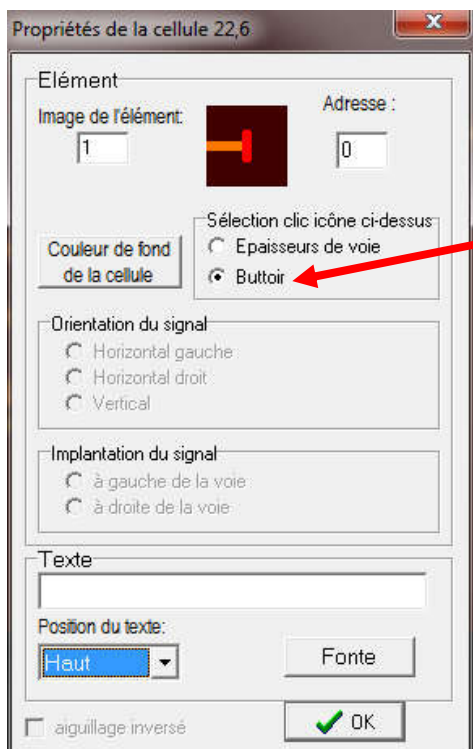 Propriétés de la cellule 22,6
Elément
Image de l'élément:
Adresse :
1
0
Sélection clic icône ci-dessus
Couleur de fond
de la cellule
Epaisseurs de voie
Buttoir
Orientation du signal
Horizontal gauche
Horizontal droit
Vertical
Implantation du signal
à gauche de la voie
à droite de la voie
Texte
Position du texte:
Haut
Fonte
aiguillage inversé
OK